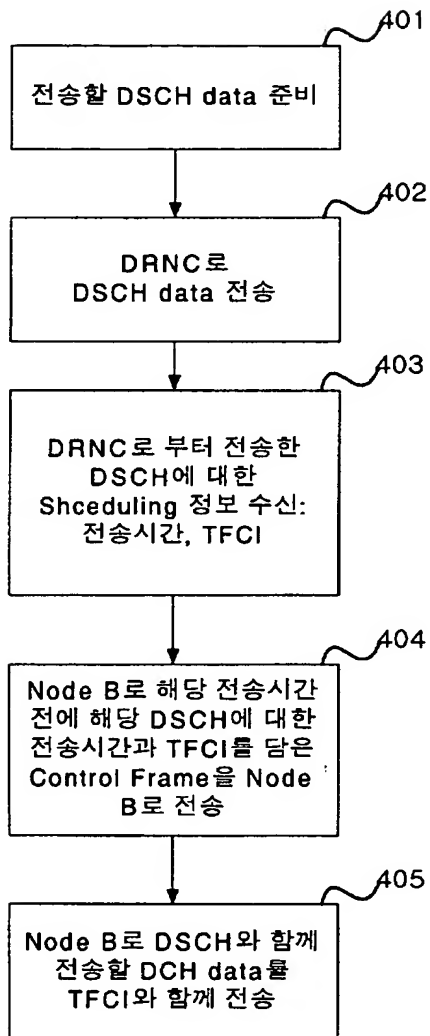 401
전송할 DSCH data 준비
402
DRNC로
DSCH data 전송
403
DRNC로 부터 전송한
DSCH에 대한
Shceduling 정보 수신:
전송시간, TFCI
404
Node B로 해당 전송시간
전에 해당 DSCH에 대한
전송시간과 TFCI를 담은
Control Frame을 Node
B로 전송
405
Node B로 DSCH와 함께
전송할 DCH data를
TFCI와 함께 전송